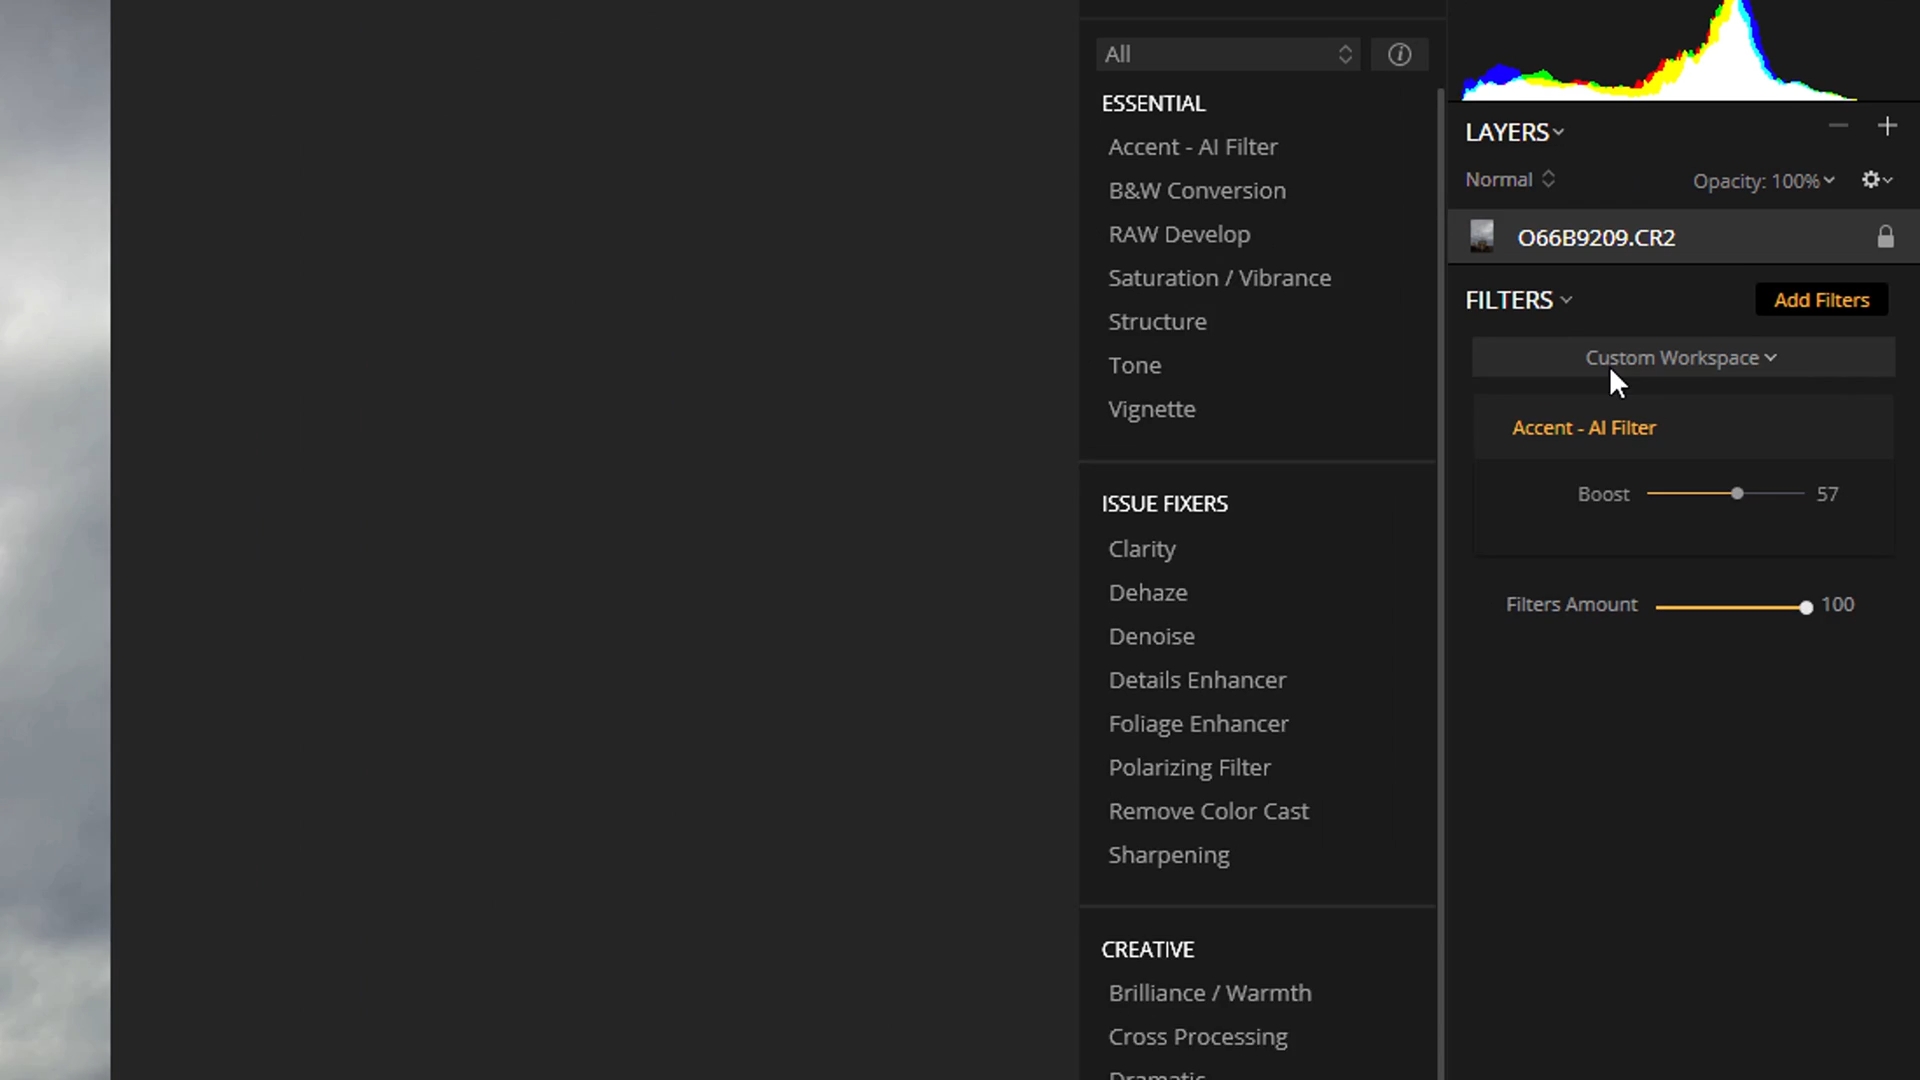 All
ESSENTIAL
Accent - AI Filter
B&W Conversion
RAW Develop
Saturation / Vibrance
Structure
Tone
Vignette
ISSUE FIXERS
Clarity
Dehaze
Denoise
Details Enhancer
Foliage Enhancer
Polarizing Filter
Remove Color Cast
Sharpening
CREATIVE
Brilliance / Warmth
Cross Processing
Dramatic
LAYERS
Normal Opacity: 100%
O66B9209.CR2
FILTERS Add Filters
Custom Workspace
Accent - AI Filter
Boost 57
Filters Amount 100